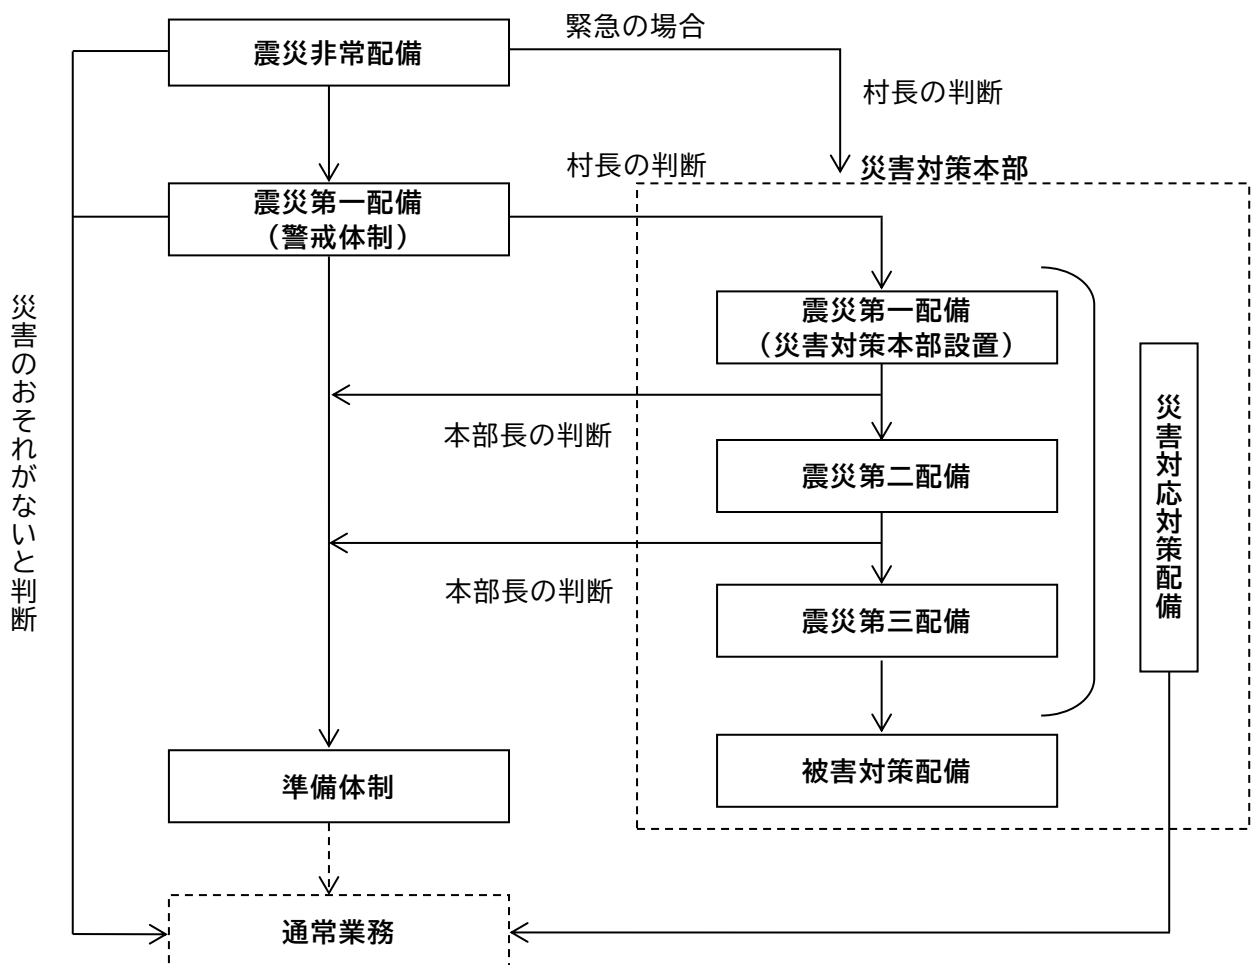 緊急の場合
震災非常配備
村長の判断
村長の判断
災害対策本部
震災第一配備
（警戒体制）
震災第一配備
（災害対策本部設置）
災害のおそれがないと判断
本部長の判断
災害対応対策配備
震災第二配備
本部長の判断
震災第三配備
被害対策配備
準備体制
通常業務